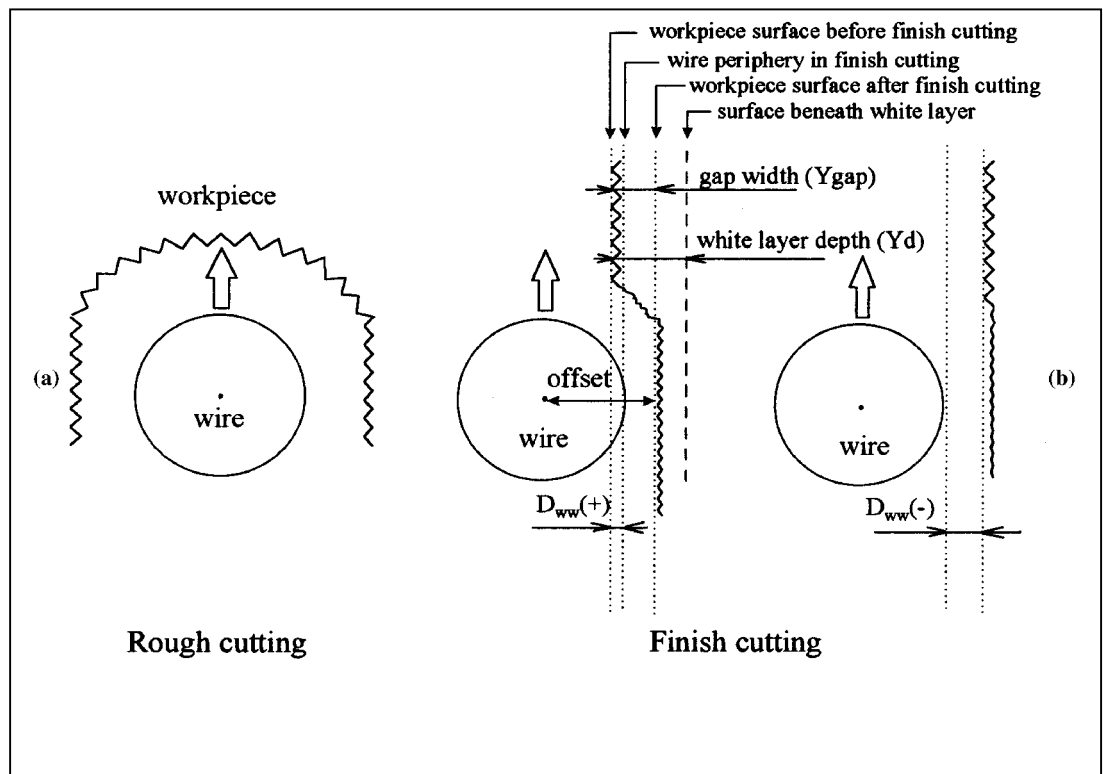 workpiece surface before finish cutting
wire periphery in finish cutting
workpiece surface after finish cutting
surface beneath white layer
gap width (Ygap)
workpiece
white layer depth (Yd)
(a)
offset
(b)
wire
wire
wire
Dww(+)
Dww(-)
Rough cutting
Finish cutting